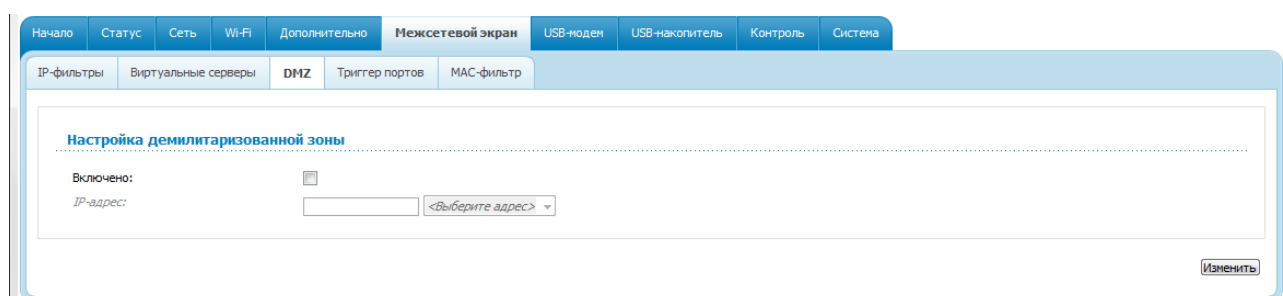 Начало Статус Сеть Wi-Fi Дополнительно Межсетевой экран USB-модем USB-накопитель Контроль Система
IP-фильтры Виртуальные серверы DMZ Триггер портов MAC-фильтр
Настройка демилитаризованной зоны
Включено:
IP-адрес: <Выберите адрес>
Изменить